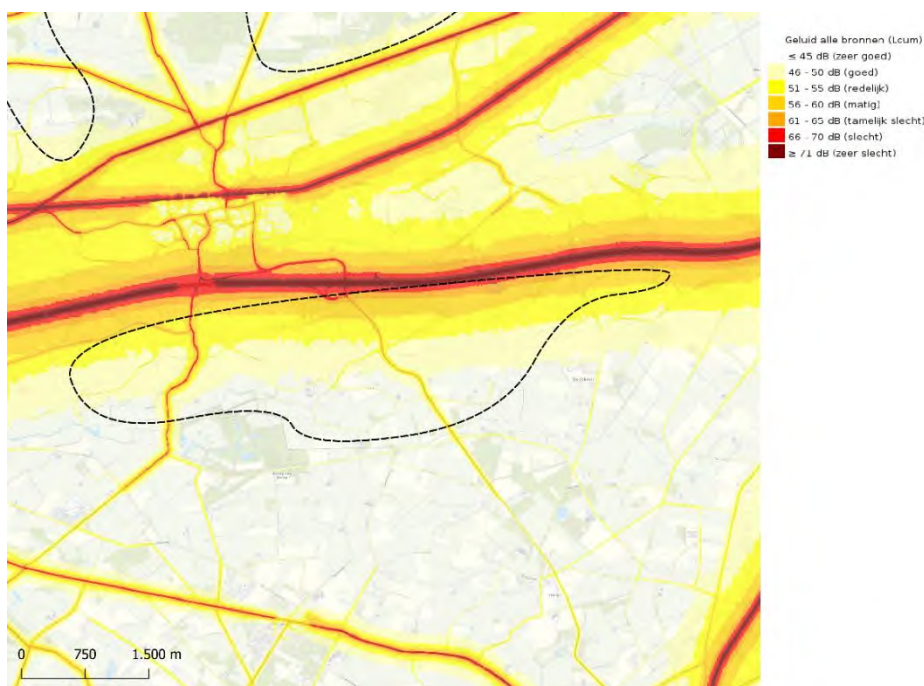 Geluid alle bronnen (Lcum)
≤ 45 dB (zeer goed)
46 - 50 dB (goed)
51 - 55 dB (redelijk)
56 - 60 dB (matig)
61 - 65 dB (tamelijk slecht)
66 - 70 dB (slecht)
≥ 71 dB (zeer slecht)
0 750 1.500 m